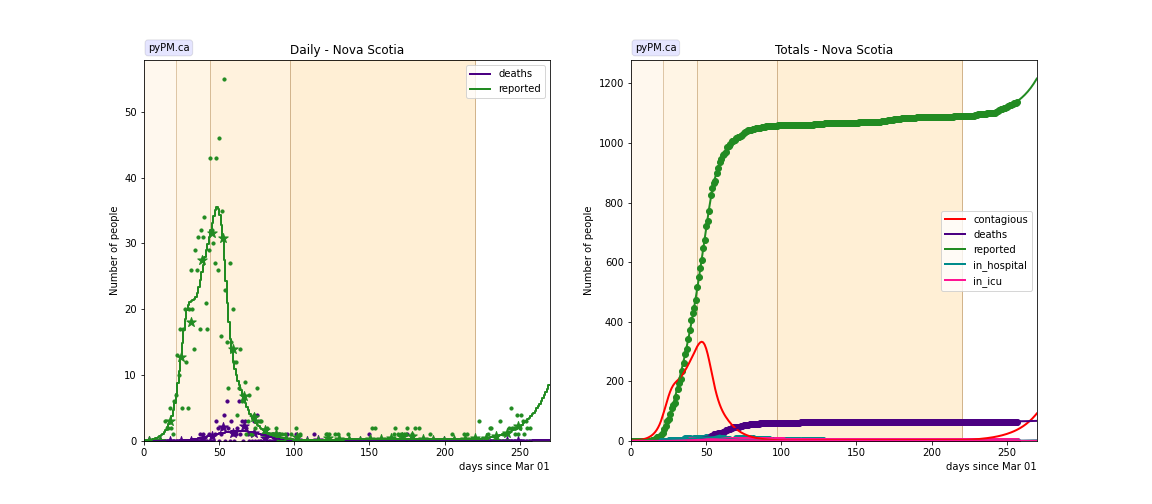 pyPM.ca
Daily - Nova Scotia
deaths
reported
50
40
30
20
10
0
Number of people
0 50 100 150 200 250
days since Mar 01
pyPM.ca
Totals - Nova Scotia
1200
1000
800
600
400
200
0
Number of people
contagious
deaths
reported
in_hospital
in_icu
0 50 100 150 200 250
days since Mar 01